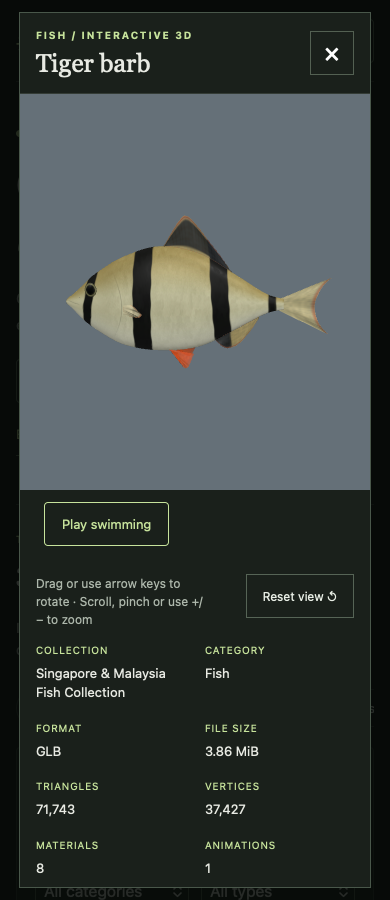 FISH / INTERACTIVE 3D
Tiger barb
×
Play swimming
Drag or use arrow keys to
rotate · Scroll, pinch or use +/
− to zoom
Reset view ↺
COLLECTION
Singapore & Malaysia
Fish Collection
CATEGORY
Fish
FORMAT
GLB
FILE SIZE
3.86 MiB
TRIANGLES
71,743
VERTICES
37,427
MATERIALS
8
ANIMATIONS
1
All categories
All types